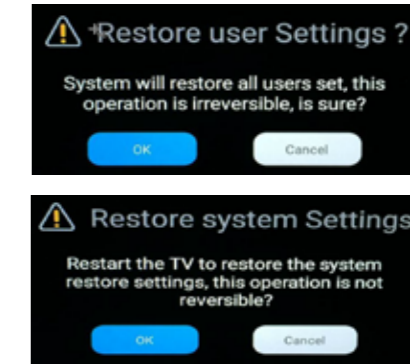 Restore user Settings ?
System will restore all users set, this
operation is irreversible, is sure?
OK
Cancel
Restore system Settings
Restart the TV to restore the system
restore settings, this operation is not
reversible?
OK
Cancel